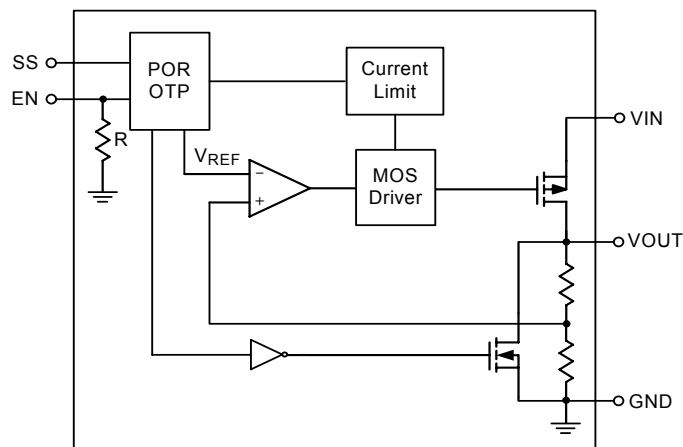 SS
EN
POR
OTP
Current
Limit
VIN
R
VREF
−
+
MOS
Driver
VOUT
GND